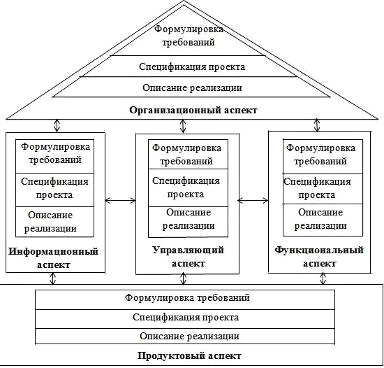 Формулировка
требований
Спецификация проекта
Описание реализации
Организационный аспект
Формулировка
требований
Спецификация
проекта
Описание
реализации
Информационный
аспект
Формулировка
требований
Спецификация
проекта
Описание
реализации
Управляющий
аспект
Формулировка
требований
Спецификация
проекта
Описание
реализации
Функциональный
аспект
Формулировка требований
Спецификация проекта
Описание реализации
Продуктовый аспект